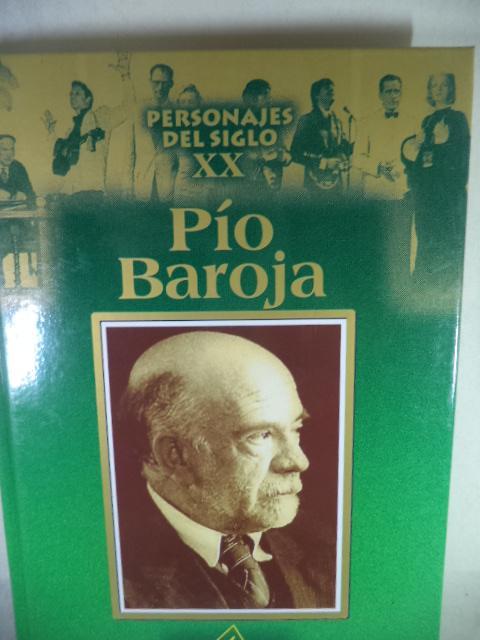 PERSONAJES
DEL SIGLO
XX
Pío
Baroja